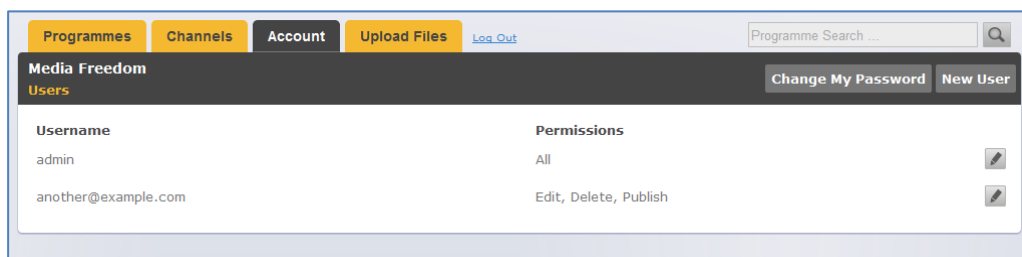 Programmes Channels Account Upload Files Log Out Programme Search ...
Media Freedom
Users
Change My Password New User
Username Permissions
admin All
another@example.com Edit, Delete, Publish